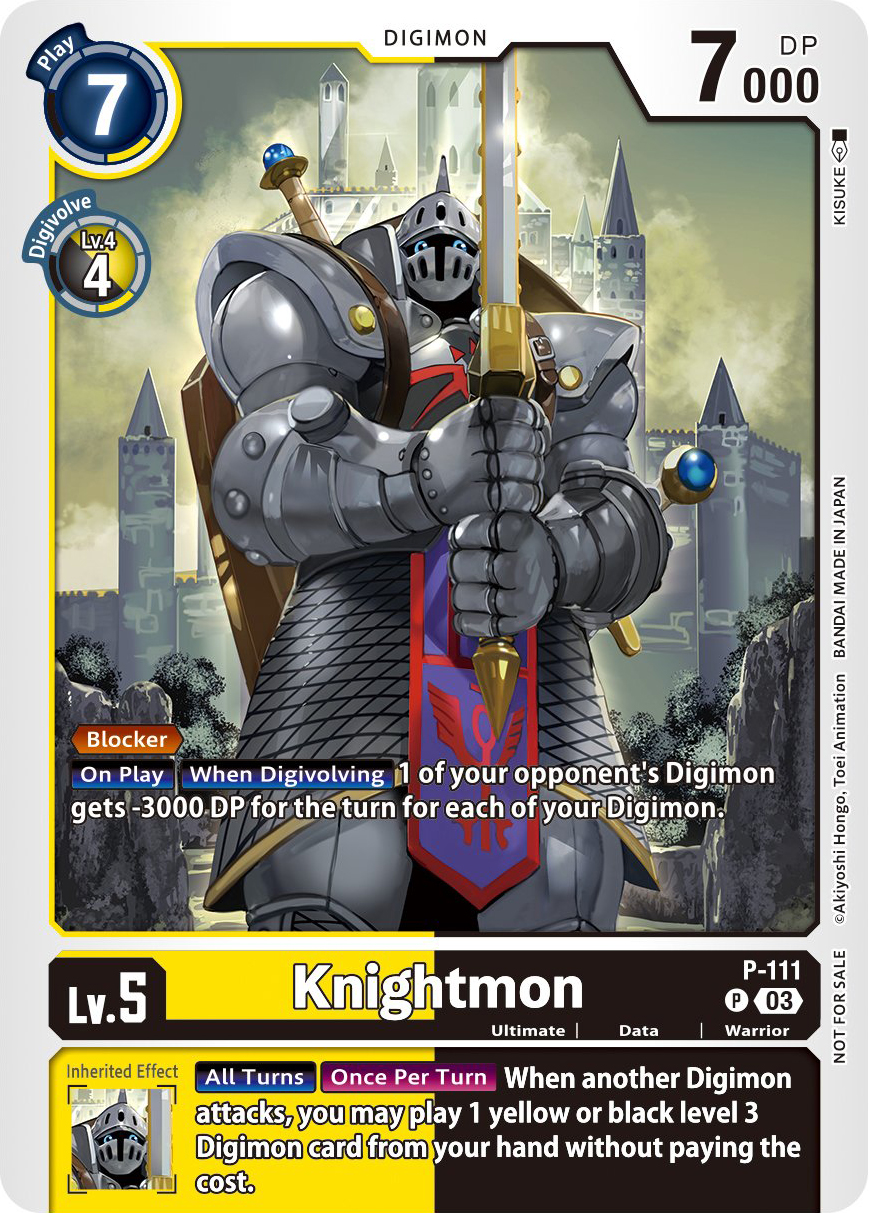 DIGIMON
Play
7
7000
DP
Digivolve
Lv.4
4
KISUKE
BANDAI MADE IN JAPAN
©Akiyoshi Hongo, Toei Animation
NOT FOR SALE
Blocker
On Play When Digivolving 1 of your opponent's Digimon
gets -3000 DP for the turn for each of your Digimon.
Lv.5
Knightmon
P-111
P 03
Ultimate | Data | Warrior
Inherited Effect
All Turns Once Per Turn When another Digimon
attacks, you may play 1 yellow or black level 3
Digimon card from your hand without paying the
cost.